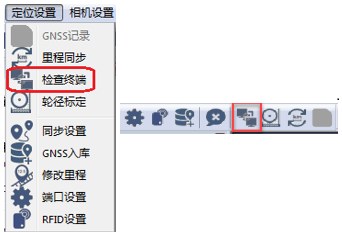 定位设置 相机设置
GNSS记录
里程同步
检查终端
轮径标定
同步设置
GNSS入库
修改里程
端口设置
RFID设置